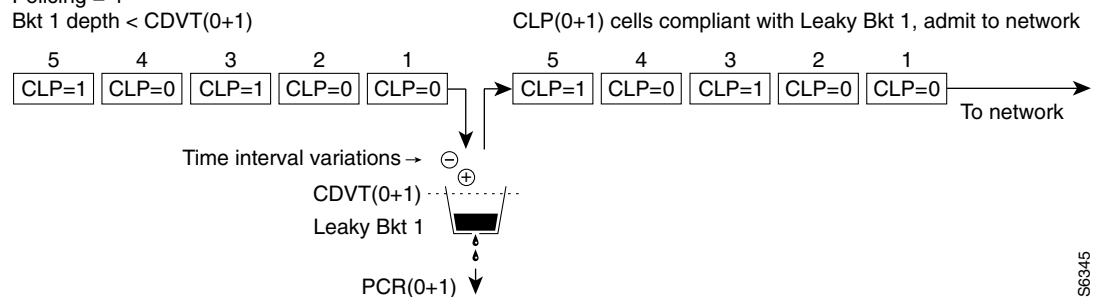 Bkt 1 depth < CDVT(0+1)
CLP(0+1) cells compliant with Leaky Bkt 1, admit to network
5 4 3 2 1
5 4 3 2 1
CLP=1 CLP=0 CLP=1 CLP=0 CLP=0
CLP=1 CLP=0 CLP=1 CLP=0 CLP=0
To network
Time interval variations →
CDVT(0+1)
Leaky Bkt 1
PCR(0+1)
S6345